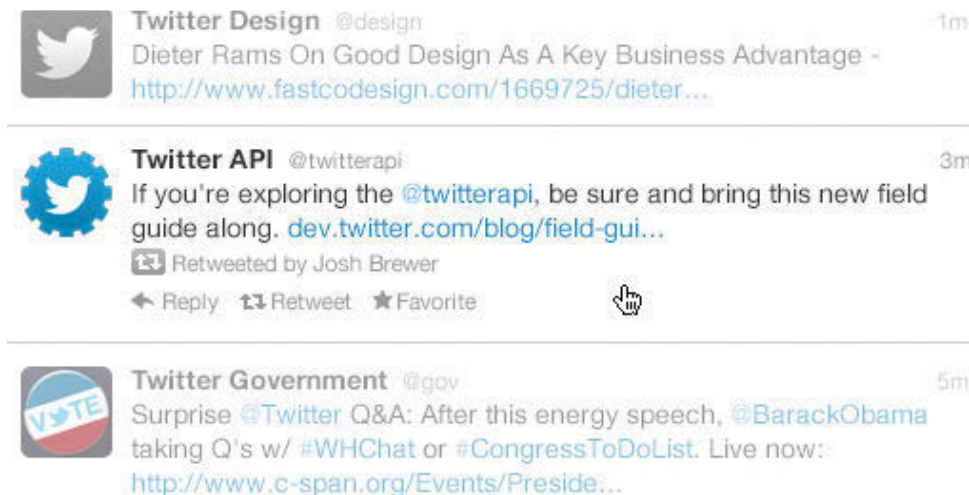 Twitter Design @design 1m
Dieter Rams On Good Design As A Key Business Advantage -
http://www.fastcodesign.com/1669725/dieter...
Twitter API @twitterapi 3m
If you're exploring the @twitterapi, be sure and bring this new field
guide along. dev.twitter.com/blog/field-gui...
Retweeted by Josh Brewer
Reply Retweet Favorite
Twitter Government @gov 5m
VOTE
Surprise @Twitter Q&A: After this energy speech, @BarackObama
taking Q's w/ #WHChat or #CongressToDoList. Live now:
http://www.c-span.org/Events/Preside...